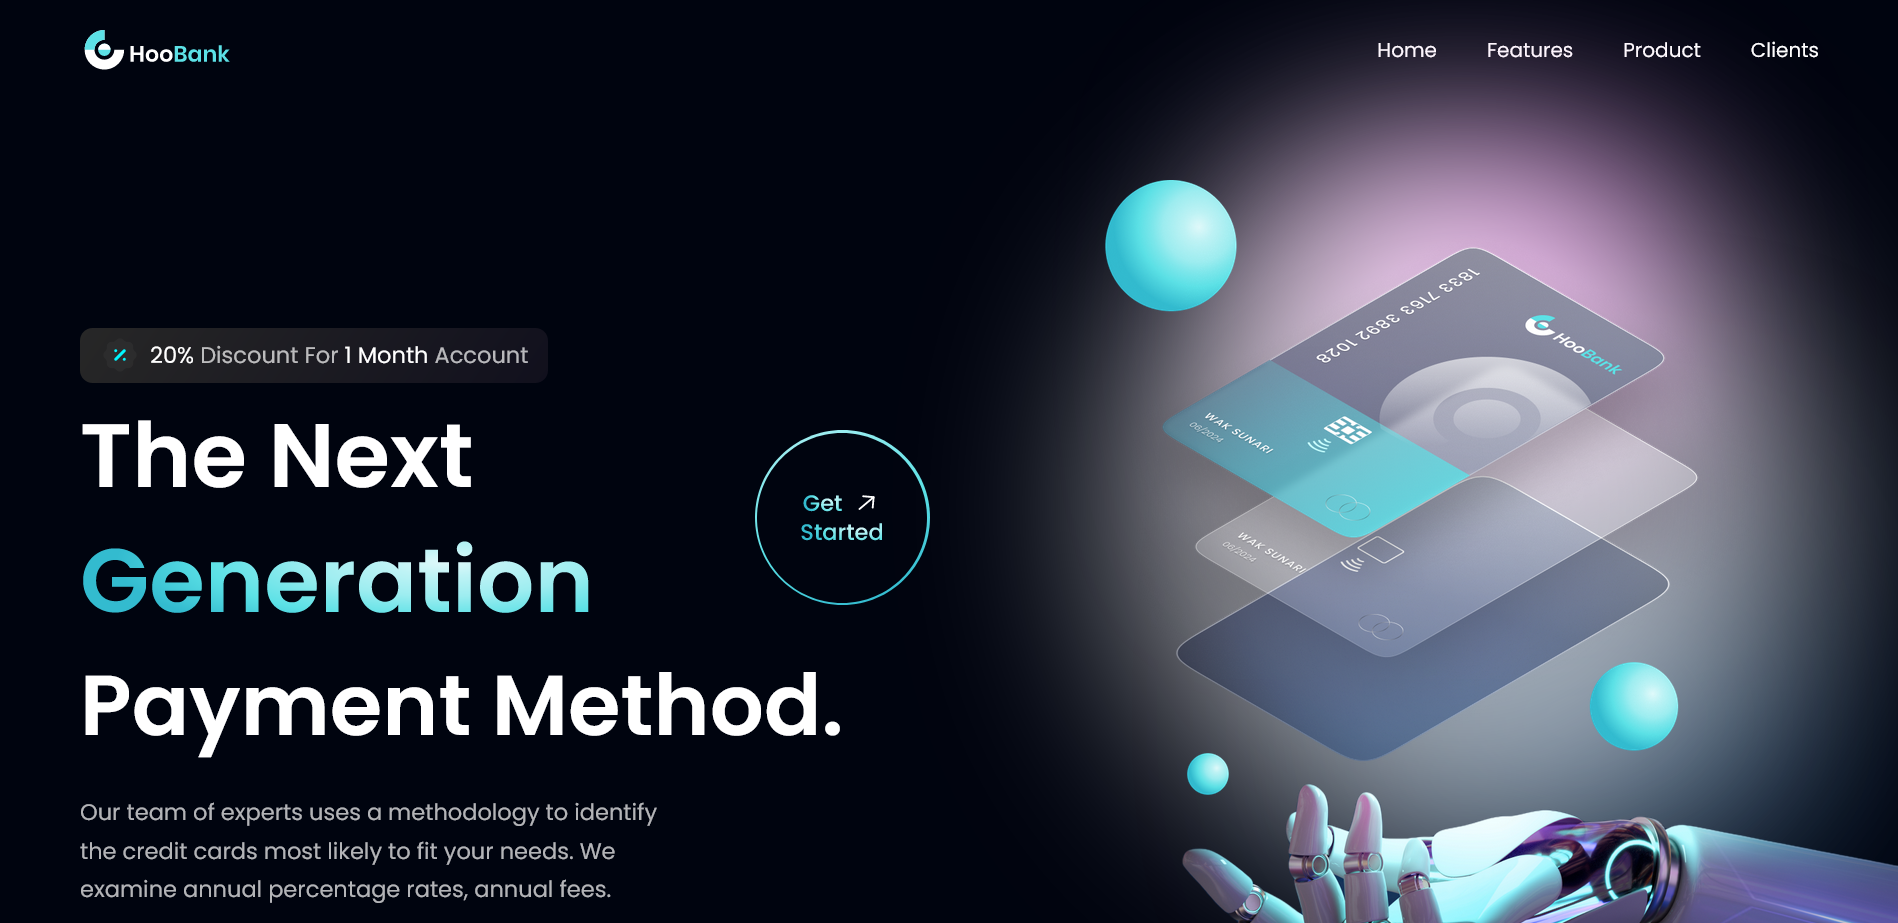 HooBank
Home
Features
Product
Clients
20% Discount For 1 Month Account
The Next
Generation
Payment Method.
Get
Started
Our team of experts uses a methodology to identify
the credit cards most likely to fit your needs. We
examine annual percentage rates, annual fees.
1833 7163 3892 1028
HooBank
WAK SUNARI
06/2024
WAK SUNARI
06/2024